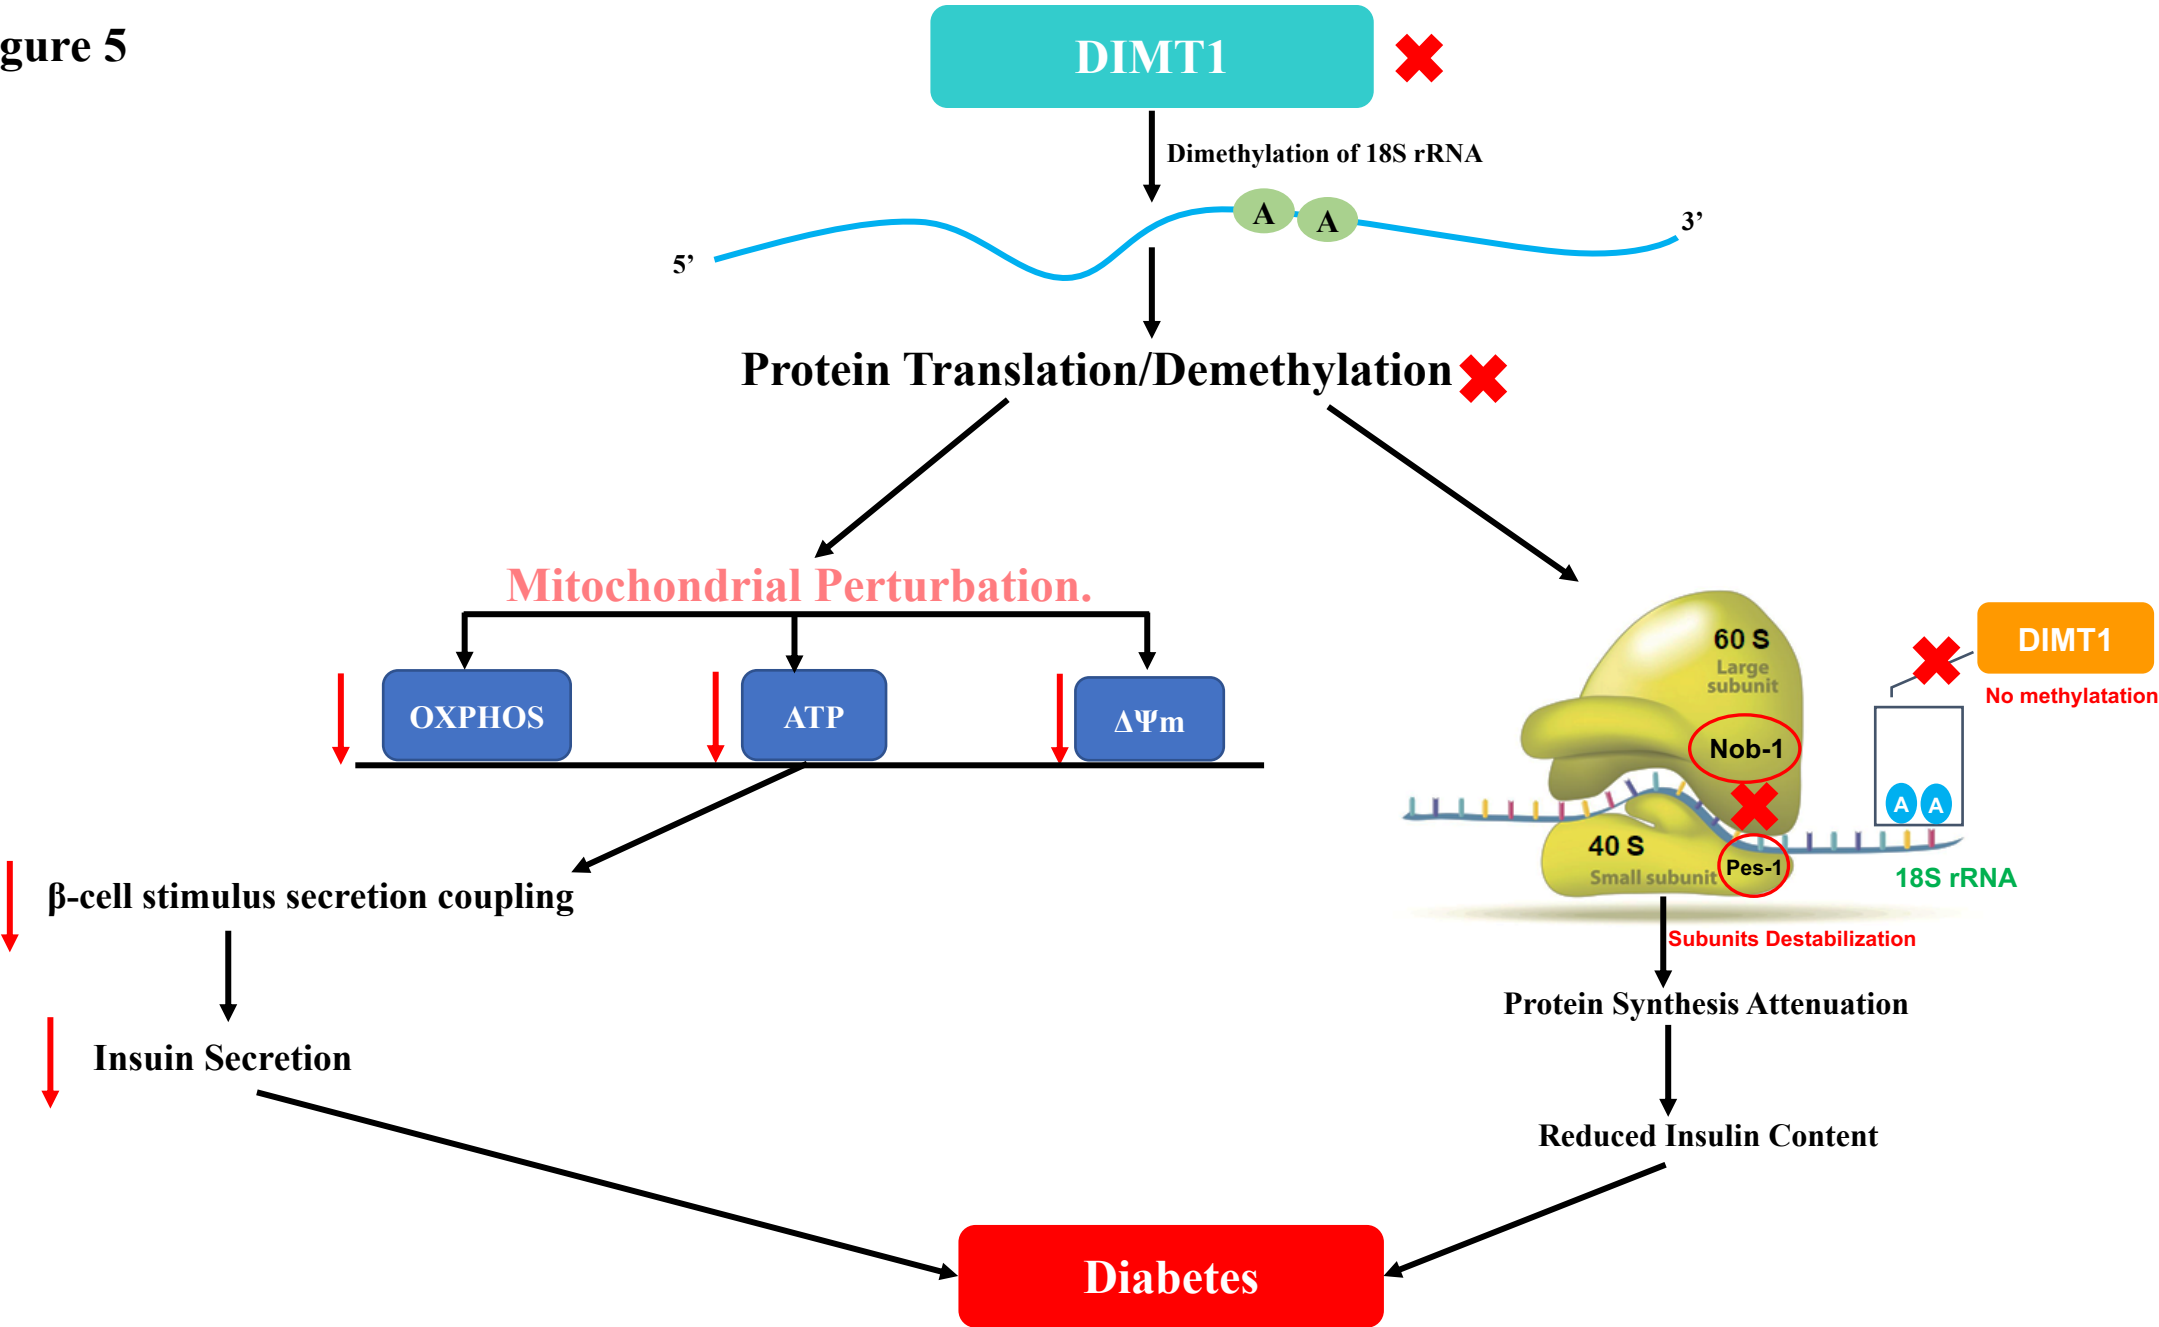 gure 5
DIMT1
Dimethylation of 18S rRNA
A
A
5’
3’
Protein Translation/Demethylation
Mitochondrial Perturbation.
OXPHOS
ATP
ΔΨm
β-cell stimulus secretion coupling
Insuin Secretion
60 S
Large
subunit
Nob-1
40 S
Small subunit
Pes-1
DIMT1
No methylatation
A
A
18S rRNA
Subunits Destabilization
Protein Synthesis Attenuation
Reduced Insulin Content
Diabetes